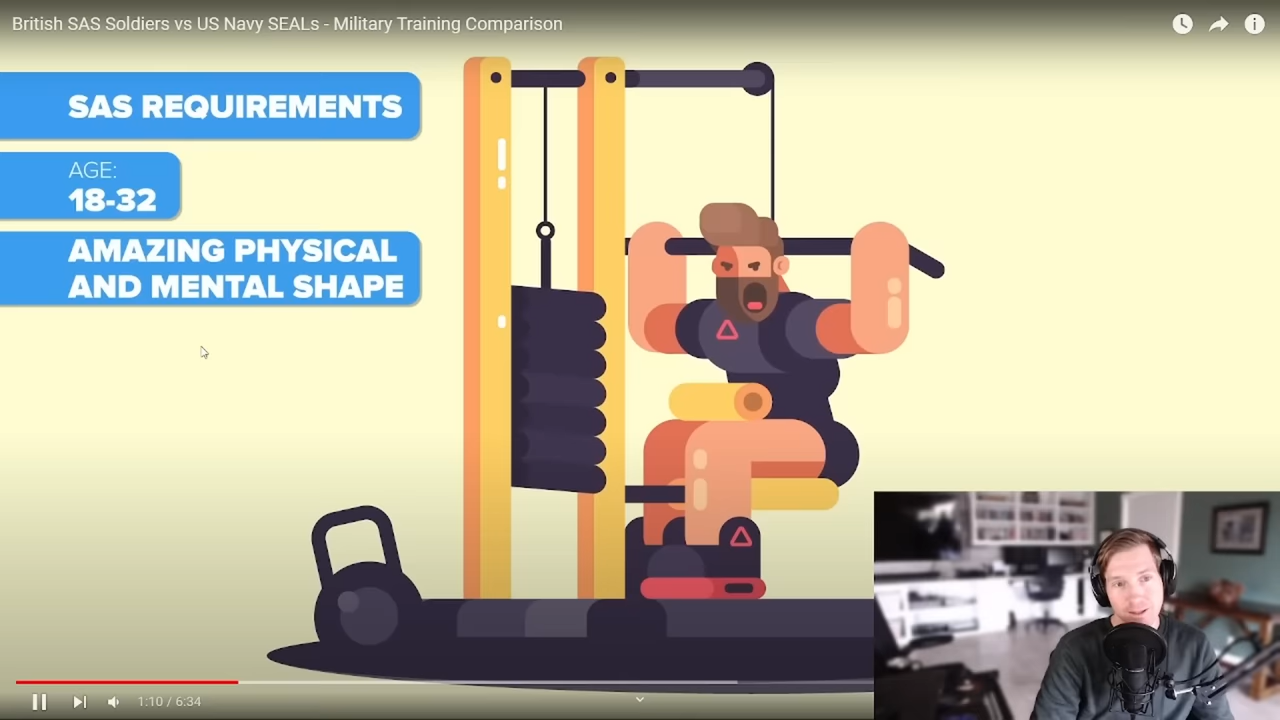 British SAS Soldiers vs US Navy SEALs - Military Training Comparison
SAS REQUIREMENTS
AGE:
18-32
AMAZING PHYSICAL
AND MENTAL SHAPE
1:10 / 6:34